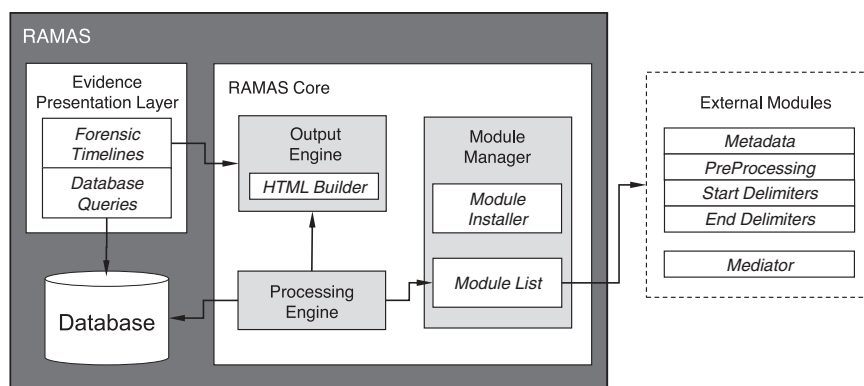 RAMAS
Evidence
Presentation Layer
Forensic
Timelines
Database
Queries
Database
RAMAS Core
Output
Engine
HTML Builder
Processing
Engine
Module
Manager
Module
Installer
Module List
External Modules
Metadata
PreProcessing
Start Delimiters
End Delimiters
Mediator